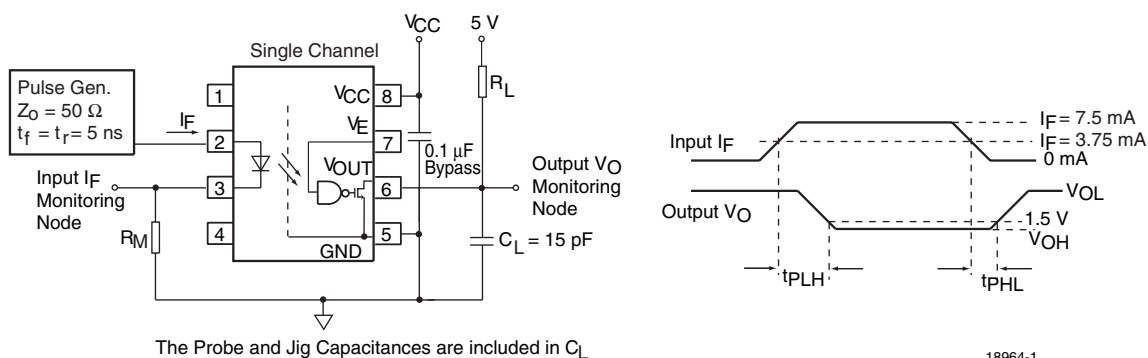 Single Channel
Pulse Gen.
Zo = 50 Ω
tf = tr = 5 ns
IF
1
2
3
4
VCC
8
VE
7
VOUT
6
5
GND
VCC
5 V
RL
0.1 μF
Bypass
Output VO
Monitoring
Node
Input IF
Monitoring
Node
RM
CL = 15 pF
The Probe and Jig Capacitances are included in CL
Input IF
IF = 7.5 mA
IF = 3.75 mA
0 mA
Output VO
VOL
1.5 V
VOH
tPLH
tPHL
18964-1